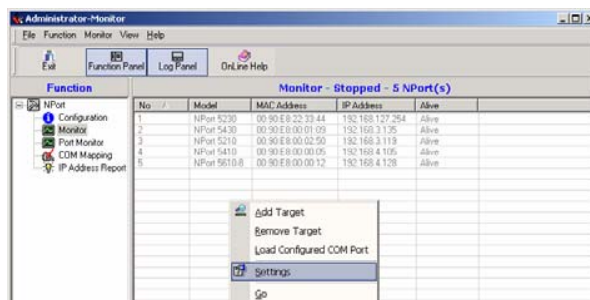 Administrator-Monitor
File Function Monitor View Help
Exit Function Panel Log Panel OnLine Help
Function
Monitor - Stopped - 5 NPort(s)
NPort
Configuration
Monitor
Port Monitor
COM Mapping
IP Address Report
No / Model MAC Address IP Address Alive
1 NPort 5230 00:90:E8:22:33:44 192.168.127.254 Alive
2 NPort 5430 00:90:E8:00:01:09 192.168.3.135 Alive
3 NPort 5210 00:90:E8:00:02:50 192.168.3.119 Alive
4 NPort 5410 00:90:E8:00:00:05 192.168.4.105 Alive
5 NPort 5610-8 00:90:E8:00:00:12 192.168.4.128 Alive
Add Target
Remove Target
Load Configured COM Port
Settings
Go